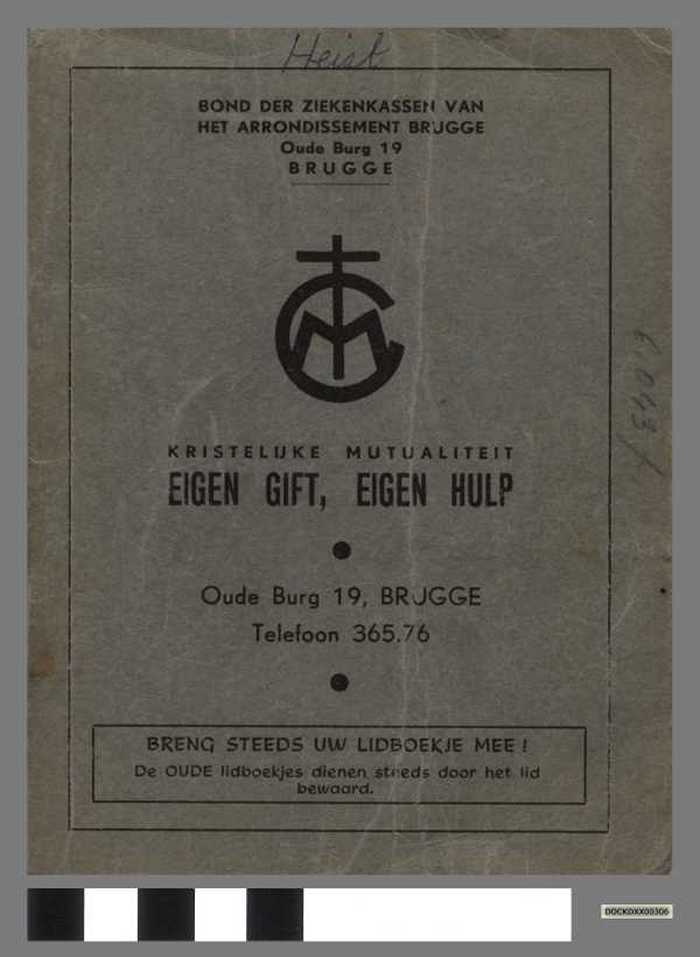 Heist
BOND DER ZIEKENKASSEN VAN
HET ARRONDISSEMENT BRUGGE
Oude Burg 19
BRUGGE
KRISTELIJKE MUTUALITEIT
EIGEN GIFT, EIGEN HULP
Oude Burg 19, BRUGGE
Telefoon 365.76
BRENG STEEDS UW LIDBOEKJE MEE !
De OUDE lidboekjes dienen steeds door het lid
bewaard.
DOCKDXX00306